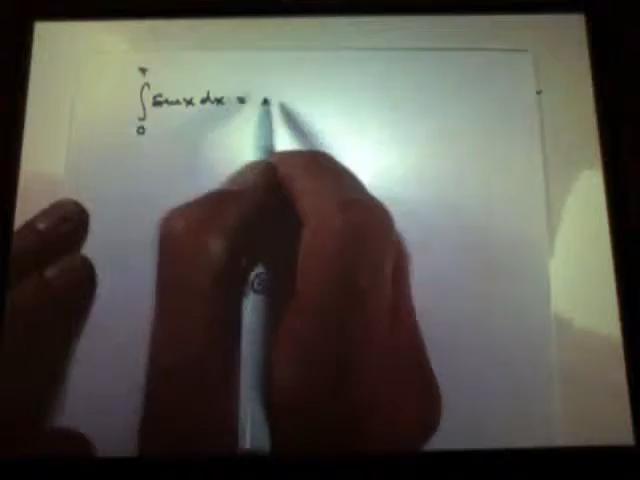 π
∫ sin x dx =
0